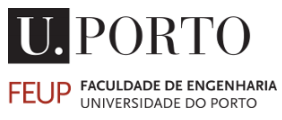 U. PORTO
FEUP FACULDADE DE ENGENHARIA
UNIVERSIDADE DO PORTO